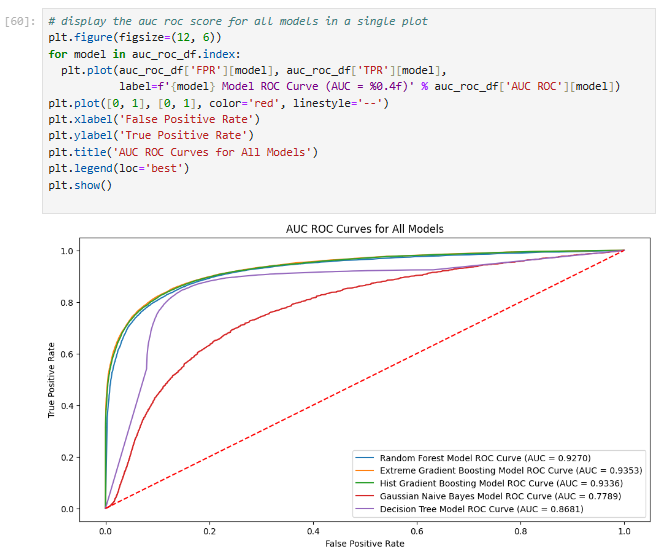 [60]:
# display the auc roc score for all models in a single plot
plt.figure(figsize=(12, 6))
for model in auc_roc_df.index:
  plt.plot(auc_roc_df['FPR'][model], auc_roc_df['TPR'][model],
           label=f'{model} Model ROC Curve (AUC = %0.4f)' % auc_roc_df['AUC ROC'][model])
plt.plot([0, 1], [0, 1], color='red', linestyle='--')
plt.xlabel('False Positive Rate')
plt.ylabel('True Positive Rate')
plt.title('AUC ROC Curves for All Models')
plt.legend(loc='best')
plt.show()
AUC ROC Curves for All Models
True Positive Rate
1.0
0.8
0.6
0.4
0.2
0.0
Random Forest Model ROC Curve (AUC = 0.9270)
Extreme Gradient Boosting Model ROC Curve (AUC = 0.9353)
Hist Gradient Boosting Model ROC Curve (AUC = 0.9336)
Gaussian Naive Bayes Model ROC Curve (AUC = 0.7789)
Decision Tree Model ROC Curve (AUC = 0.8681)
0.0 0.2 0.4 0.6 0.8 1.0
False Positive Rate